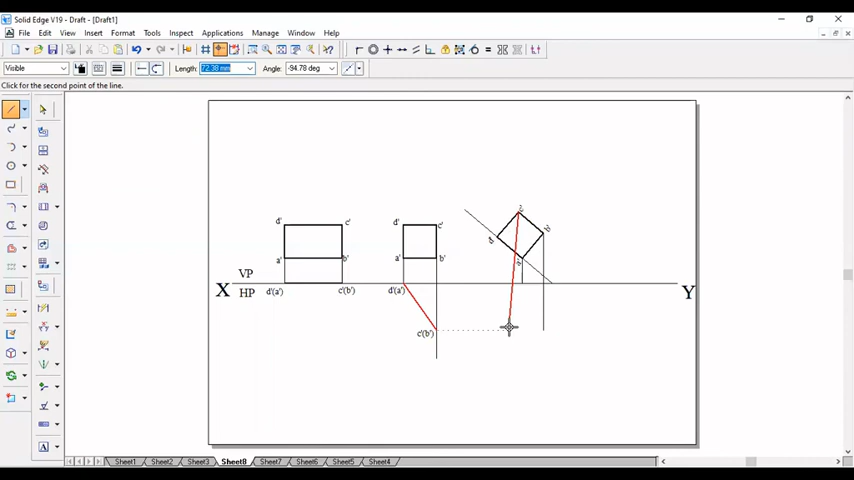 Solid Edge V19 - Draft - [Draft1]
File Edit View Insert Format Tools Inspect Applications Manage Window Help
Visible Length: 72.38 mm Angle: -94.78 deg
Click for the second point of the line.
d' c' d' c' c'
b'
d'
a' b' a' b' a'
VP
X HP d'(a') c'(b') d'(a') Y
c'(b')
A
Sheet1 Sheet2 Sheet3 Sheet8 Sheet7 Sheet6 Sheet5 Sheet4